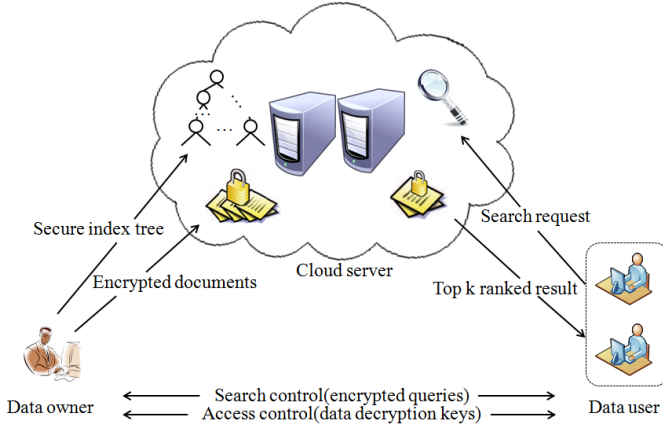 ...
...
...
Search request
Secure index tree
Cloud server
Encrypted documents
Top k ranked result
Search control(encrypted queries)
Data owner
Data user
Access control(data decryption keys)